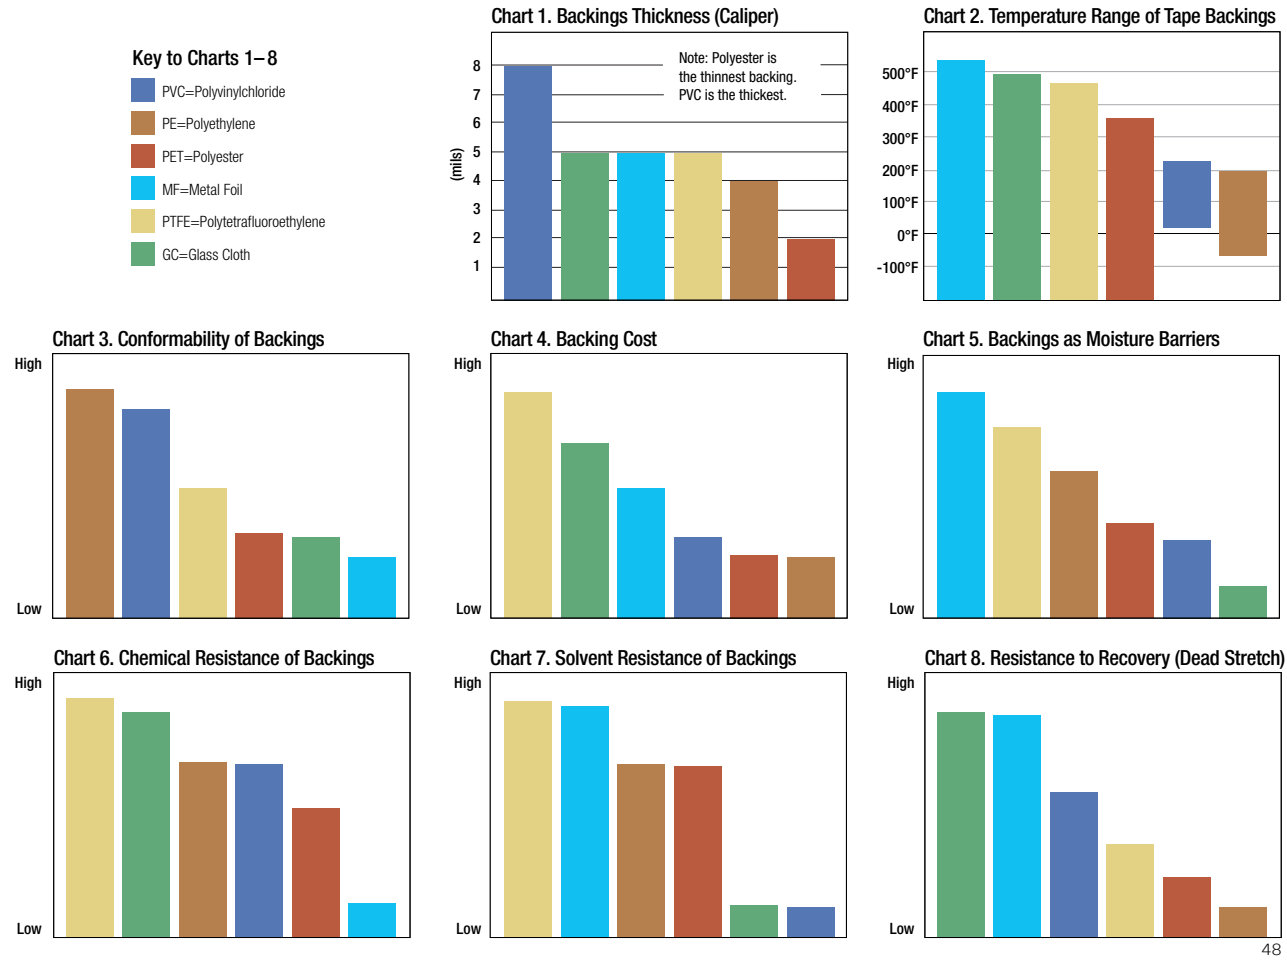 Key to Charts 1–8
PVC=Polyvinylchloride
PE=Polyethylene
PET=Polyester
MF=Metal Foil
PTFE=Polytetrafluoroethylene
GC=Glass Cloth
Chart 1. Backings Thickness (Caliper)
Note: Polyester is
the thinnest backing.
PVC is the thickest.
(mils)
8
7
6
5
4
3
2
1
Chart 2. Temperature Range of Tape Backings
500°F
400°F
300°F
200°F
100°F
0°F
-100°F
Chart 3. Conformability of Backings
High
Low
Chart 4. Backing Cost
High
Low
Chart 5. Backings as Moisture Barriers
High
Low
Chart 6. Chemical Resistance of Backings
High
Low
Chart 7. Solvent Resistance of Backings
High
Low
Chart 8. Resistance to Recovery (Dead Stretch)
High
Low
48